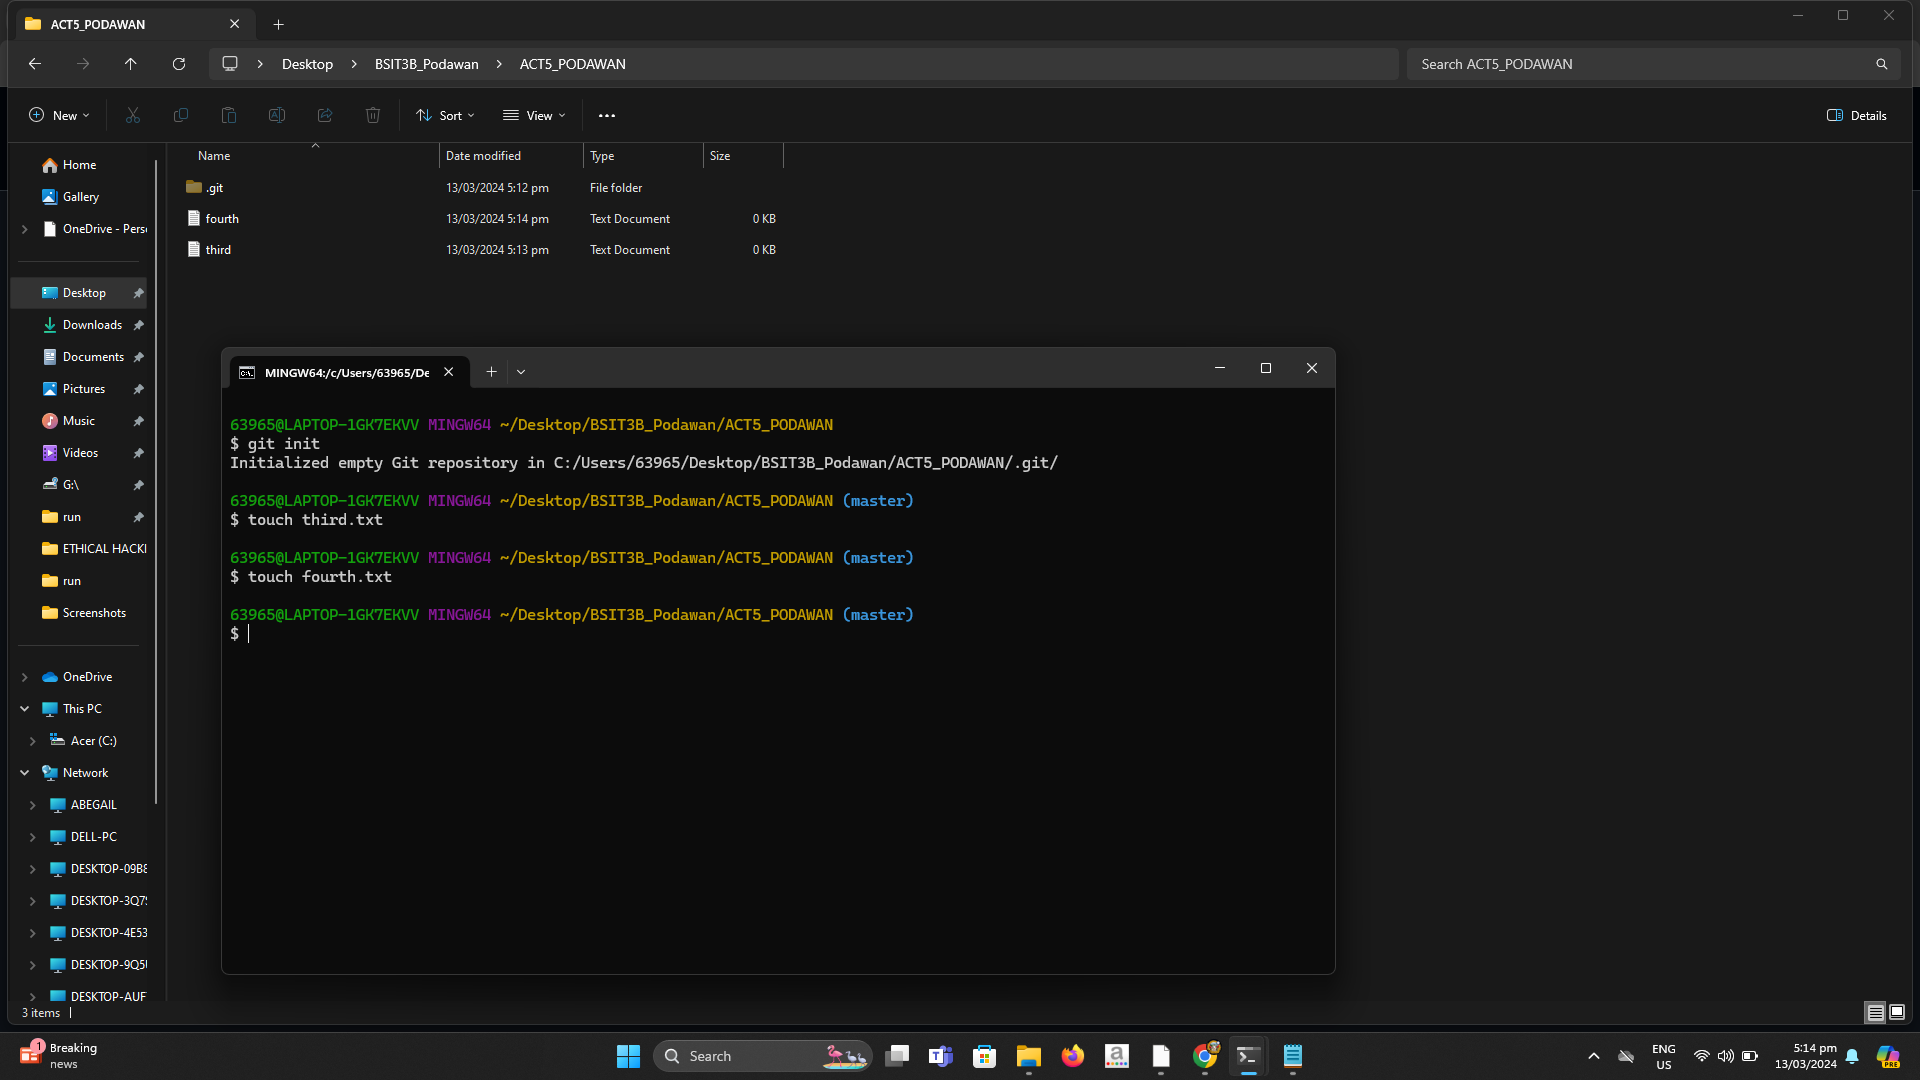 ACT5_PODAWAN
Desktop > BSIT3B_Podawan > ACT5_PODAWAN
Search ACT5_PODAWAN
New Sort View Details
Name Date modified Type Size
.git 13/03/2024 5:12 pm File folder
fourth 13/03/2024 5:14 pm Text Document 0 KB
third 13/03/2024 5:13 pm Text Document 0 KB
Home
Gallery
OneDrive - Perso
Desktop
Downloads
Documents
Pictures
Music
Videos
G:\
run
ETHICAL HACKI
run
Screenshots
OneDrive
This PC
Acer (C:)
Network
ABEGAIL
DELL-PC
DESKTOP-09B8
DESKTOP-3Q7S
DESKTOP-4E53
DESKTOP-9Q5U
DESKTOP-AUF
3 items
MINGW64:/c/Users/63965/De
63965@LAPTOP-1GK7EKVV MINGW64 ~/Desktop/BSIT3B_Podawan/ACT5_PODAWAN
$ git init
Initialized empty Git repository in C:/Users/63965/Desktop/BSIT3B_Podawan/ACT5_PODAWAN/.git/
63965@LAPTOP-1GK7EKVV MINGW64 ~/Desktop/BSIT3B_Podawan/ACT5_PODAWAN (master)
$ touch third.txt
63965@LAPTOP-1GK7EKVV MINGW64 ~/Desktop/BSIT3B_Podawan/ACT5_PODAWAN (master)
$ touch fourth.txt
63965@LAPTOP-1GK7EKVV MINGW64 ~/Desktop/BSIT3B_Podawan/ACT5_PODAWAN (master)
$
1
Breaking
news
Search
a
ENG
US
5:14 pm
13/03/2024
PRE